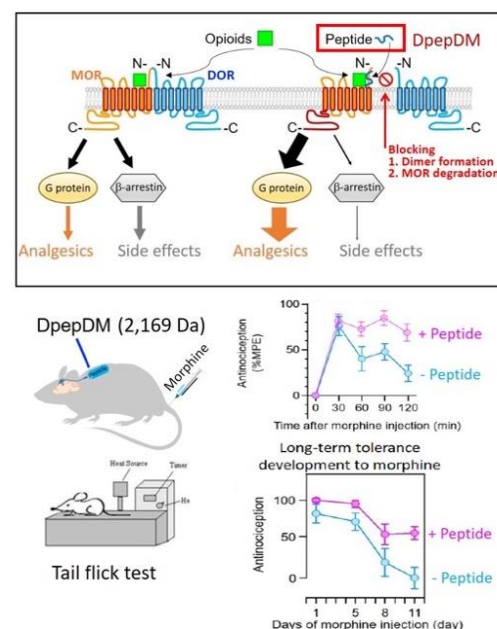 Opioids
Peptide
DpepDM
N-
-N
N-
-N
MOR
DOR
C-
-C
C-
-C
Blocking
1. Dimer formation
2. MOR degradation
G protein
β-arrestin
G protein
β-arrestin
Analgesics
Side effects
Analgesics
Side effects
DpepDM (2,169 Da)
Peptide
Morphine
Heat Source
Timer
Tail flick test
Antinociception
(%MPE)
100
50
0
0 30 60 90 120
Time after morphine injection (min)
+ Peptide
- Peptide
Long-term tolerance
development to morphine
Antinociception
100
50
0
1 5 8 11
Days of morphine injection (day)
+ Peptide
- Peptide